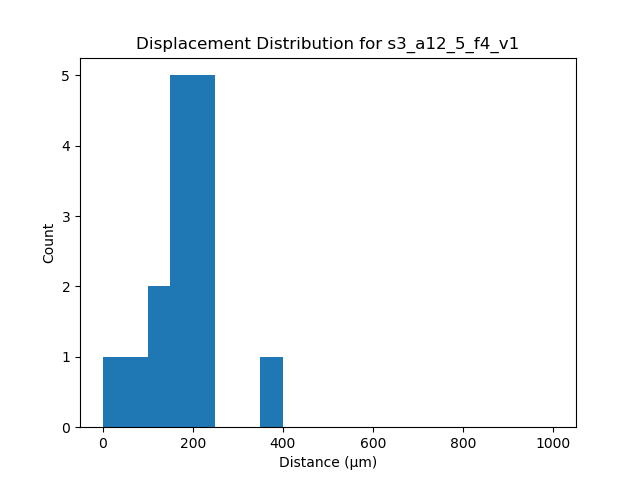 Displacement Distribution for s3_a12_5_f4_v1
5
4
3
2
1
0
Count
0 200 400 600 800 1000
Distance (μm)